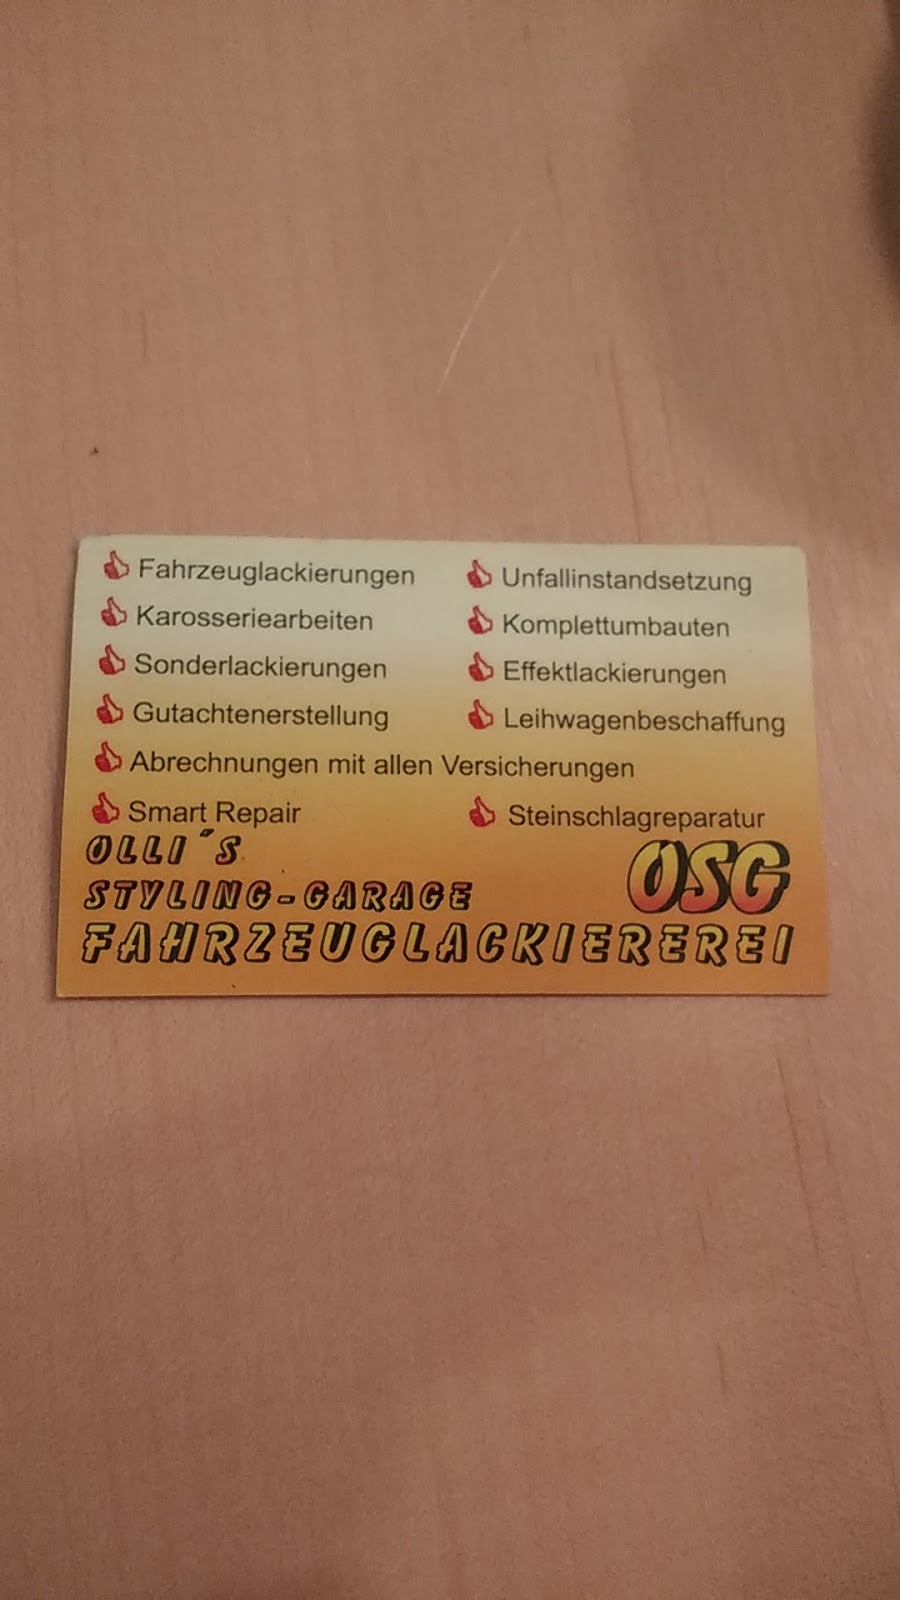 Fahrzeuglackierungen Unfallinstandsetzung
Karosseriearbeiten Komplettumbauten
Sonderlackierungen Effektlackierungen
Gutachtenerstellung Leihwagenbeschaffung
Abrechnungen mit allen Versicherungen
Smart Repair Steinschlagreparatur
OLLI´S
STYLING-GARAGE OSG
FAHRZEUGLACKIEREREI